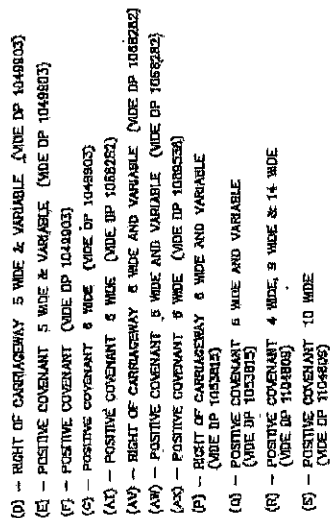 (D) – RIGHT OF CARRIAGEWAY 5 WIDE & VARIABLE (VIDE DP 1049903)
(E) – POSITIVE COVENANT 5 WIDE & VARIABLE (VIDE DP 1049903)
(F) – POSITIVE COVENANT (VIDE DP 1049903)
(G) – POSITIVE COVENANT 6 WIDE (VIDE DP 1049903)
– POSITIVE COVENANT 6 WIDE (VIDE DP 1068282)
(AV) – RIGHT OF CARRIAGEWAY 6 WIDE AND VARIABLE (VIDE DP 1068282)
(AW) – POSITIVE COVENANT 6 WIDE AND VARIABLE (VIDE DP 1068282)
(AX) – POSITIVE COVENANT 6 WIDE (VIDE DP
(P) – RIGHT OF CARRIAGEWAY 6 WIDE AND VARIABLE
(VIDE DP 1053815)
(Q) – POSITIVE COVENANT 6 WIDE AND VARIABLE
(VIDE DP 1053815)
(R) – POSITIVE COVENANT 4 WIDE, 9 WIDE & 14 WIDE
(VIDE DP 1104809)
(S) – POSITIVE COVENANT 10 WIDE
(VIDE DP 1104809)